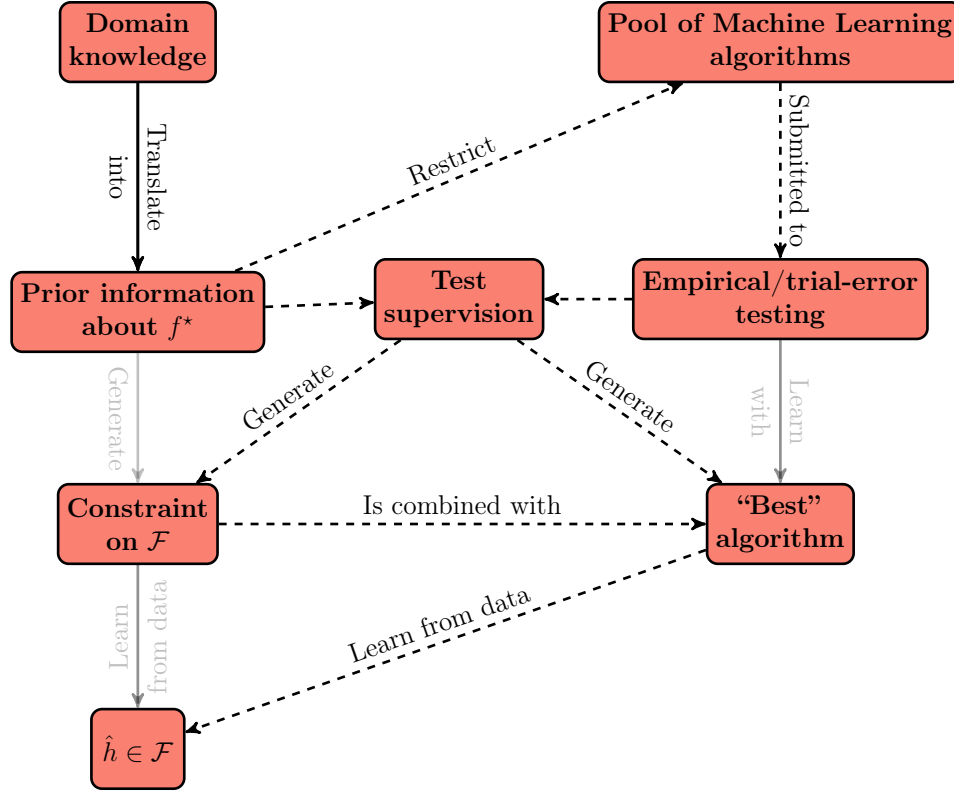 Domain
knowledge
Pool of Machine Learning
algorithms
Translate
into
Restrict
Submitted to
Prior information
about f⋆
Test
supervision
Empirical/trial-error
testing
Generate
Generate
Generate
Learn
with
Constraint
on ℱ
Is combined with
“Best”
algorithm
Learn
from data
Learn from data
ĥ ∈ ℱ